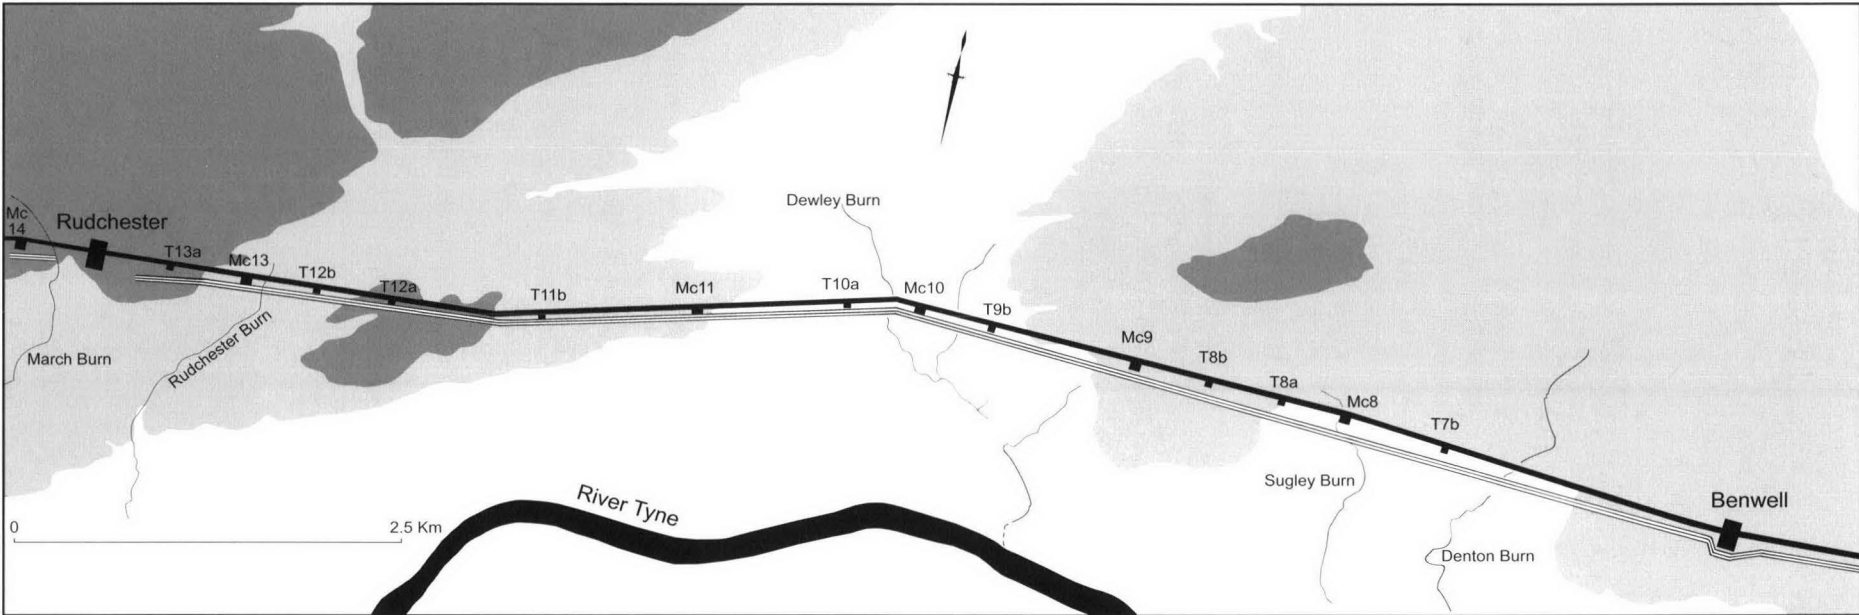 Mc
14
Rudchester
T13a
Mc13
T12b
T12a
T11b
Mc11
T10a
Mc10
T9b
Mc9
T8b
T8a
Mc8
T7b
Benwell
Dewley Burn
March Burn
Rudchester Burn
Sugley Burn
Denton Burn
River Tyne
0
2.5 Km